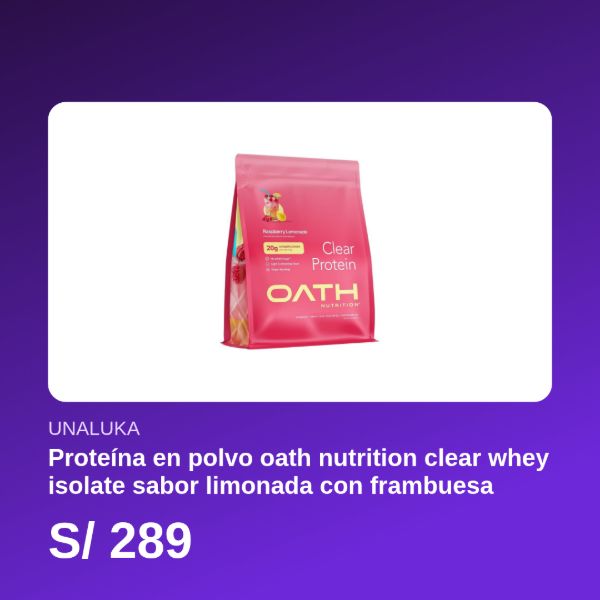 Raspberry Lemonade
20g
Clear
Protein
OATH
NUTRITION
UNALUKA
Proteína en polvo oath nutrition clear whey
isolate sabor limonada con frambuesa
S/ 289